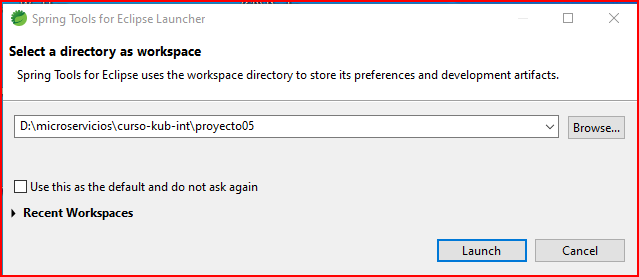 Spring Tools for Eclipse Launcher
Select a directory as workspace
Spring Tools for Eclipse uses the workspace directory to store its preferences and development artifacts.
D:\microservicios\curso-kub-int\proyecto05
Browse...
Use this as the default and do not ask again
Recent Workspaces
Launch
Cancel